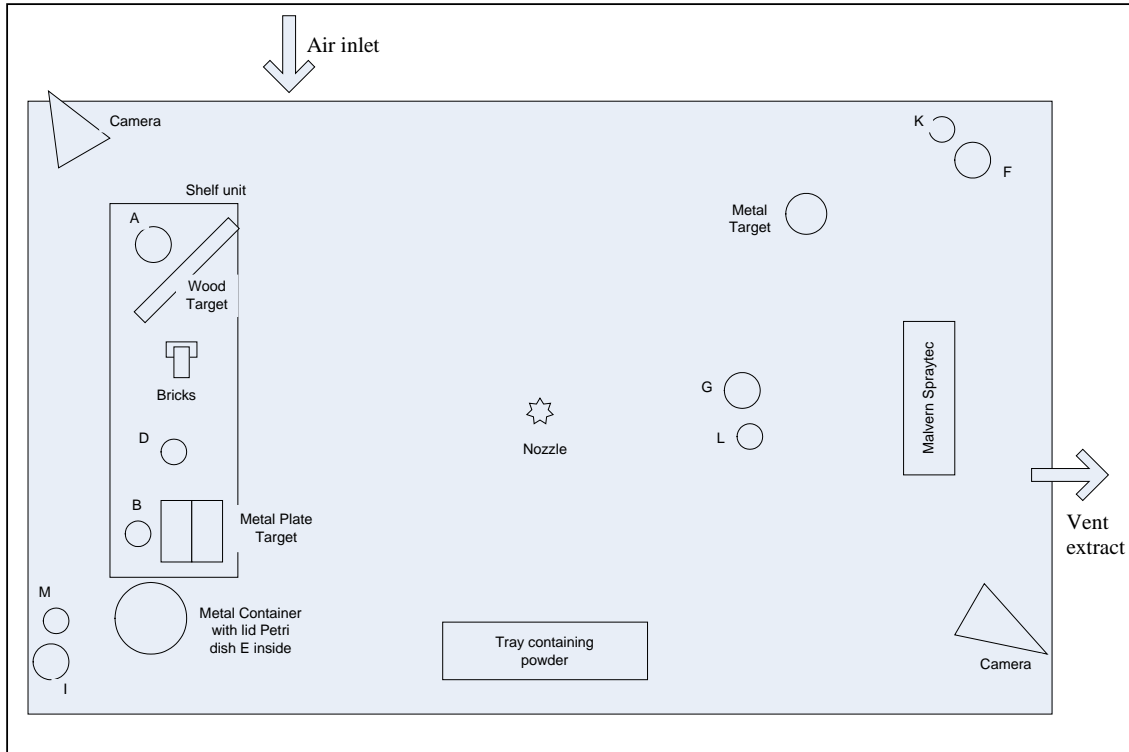 Air inlet
Camera
K
F
Shelf unit
A
Metal
Target
Wood
Target
Bricks
Malvern Spraytec
G
L
Nozzle
D
B
Metal Plate
Target
Vent
extract
M
Metal Container
with lid Petri
dish E inside
I
Tray containing
powder
Camera